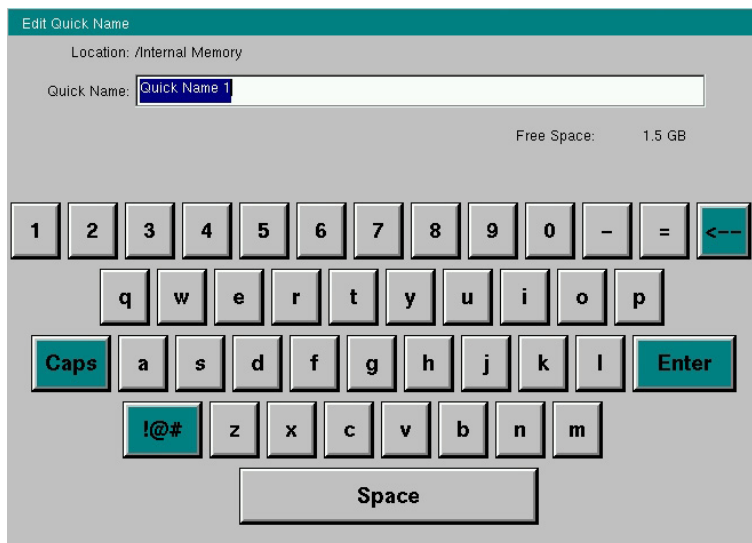 Edit Quick Name
Location: /Internal Memory
Quick Name: Quick Name 1
Free Space: 1.5 GB
1 2 3 4 5 6 7 8 9 0 - = <--
q w e r t y u i o p
Caps a s d f g h j k l Enter
!@# z x c v b n m
Space